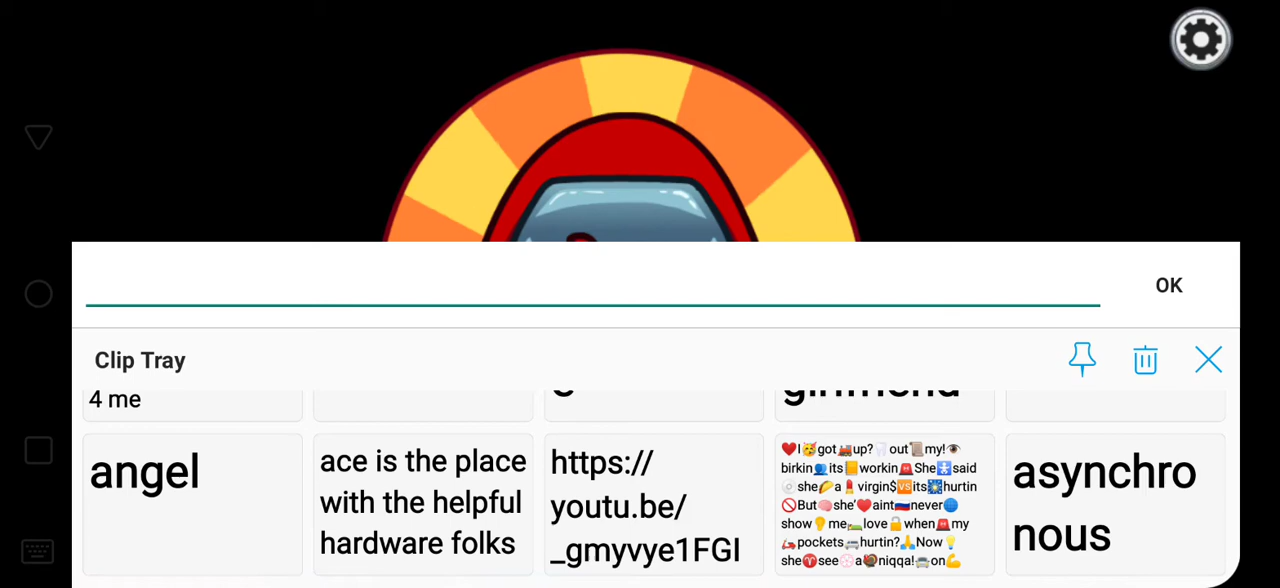 OK
Clip Tray
4 me
girlfriend
angel
ace is the place
with the helpful
hardware folks
https://
youtu.be/
_gmyvye1FGI
❤️I🥳got🚂up?🦷out📜my!👁️
birkin👥its📒workin🚨She🚼said
💿she🌮a💄virgin$🆚its🎇hurtin
🚫But🧠she'❤️aint🇷🇺never🌐
show💡me🛏️love🔓when🚨my
🛵pockets🚐hurtin?🙏Now💡
she♈see💮a🦃niqqa!🚘on💪
asynchro
nous